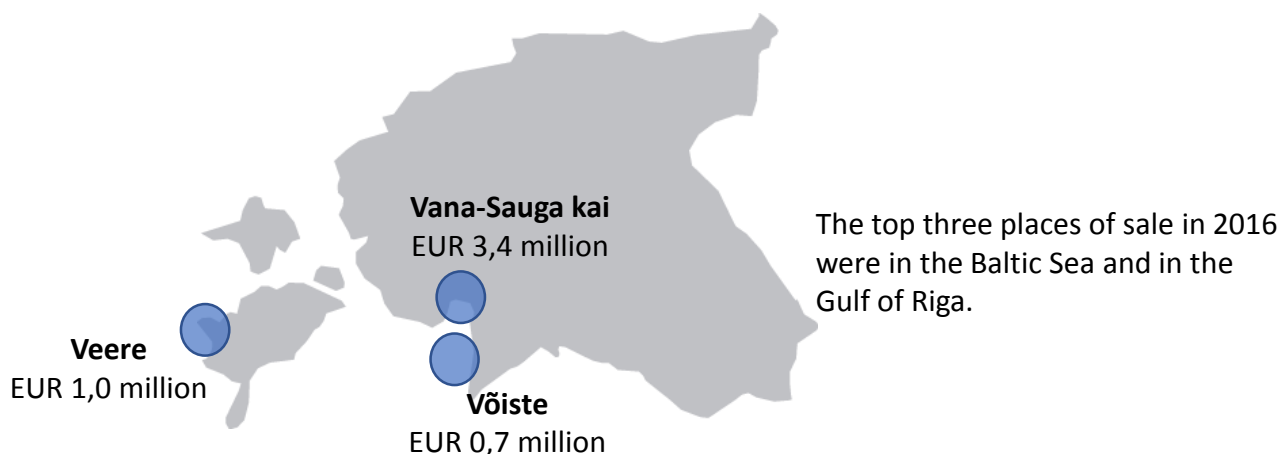 Vana-Sauga kai
EUR 3,4 million
The top three places of sale in 2016
were in the Baltic Sea and in the
Gulf of Riga.
Veere
EUR 1,0 million
Võiste
EUR 0,7 million